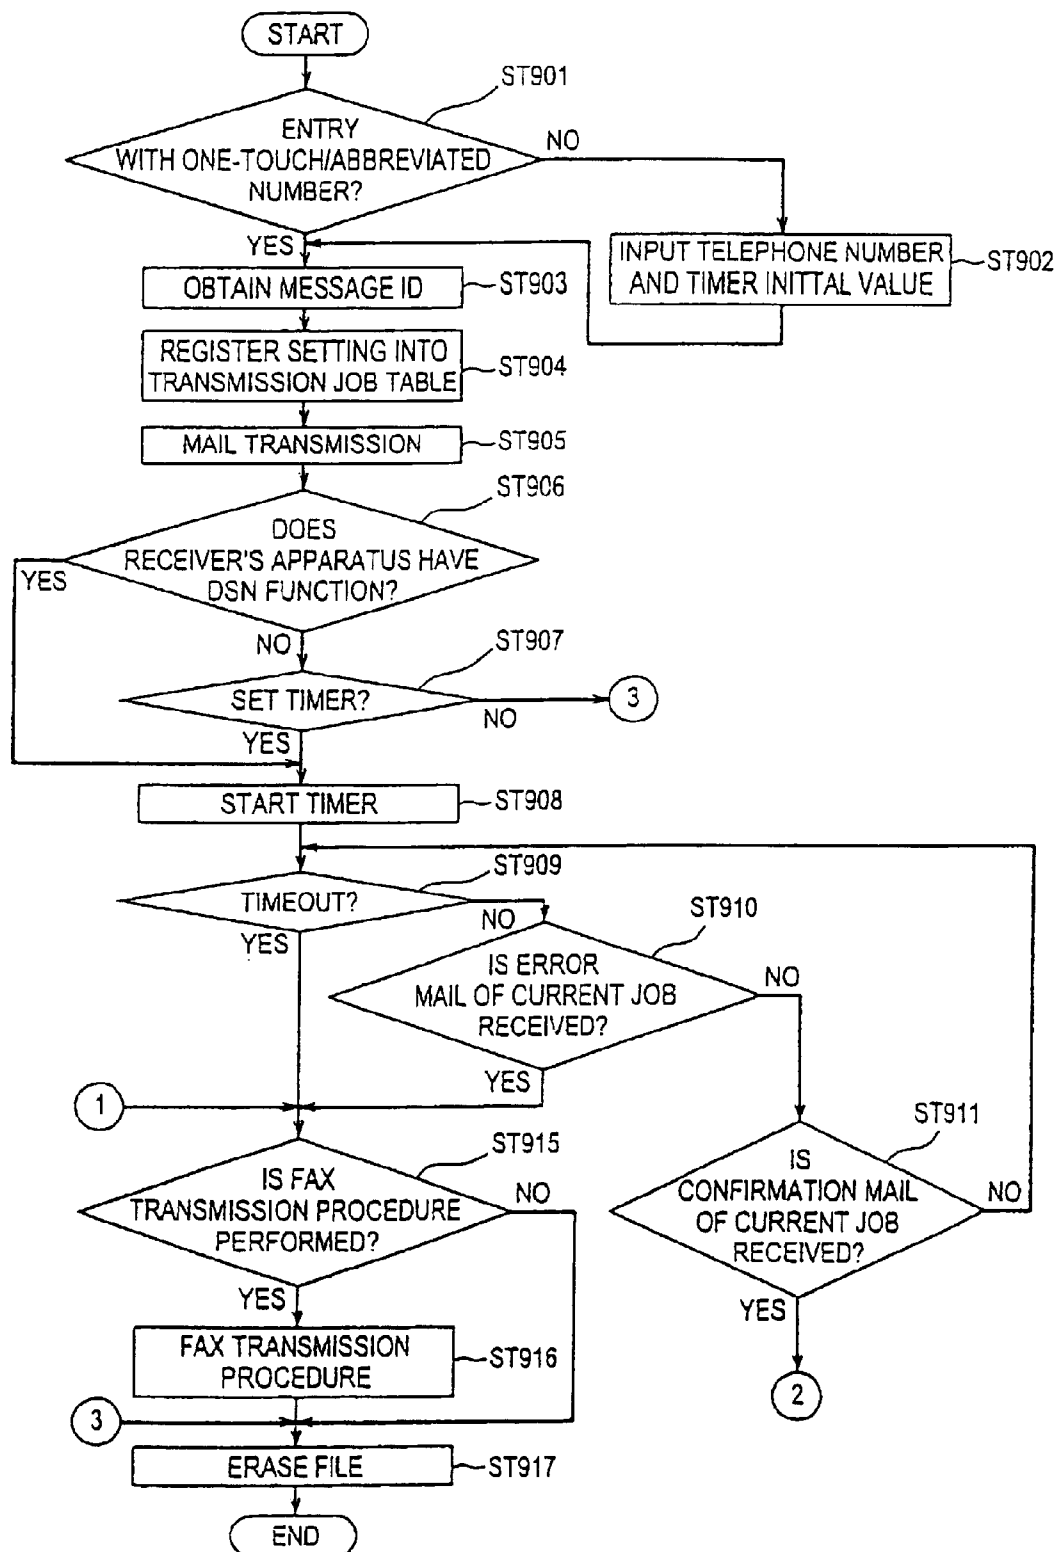 START
ST901
ENTRY
WITH ONE-TOUCH/ABBREVIATED
NUMBER?
NO
YES
INPUT TELEPHONE NUMBER
AND TIMER INITTAL VALUE
ST902
OBTAIN MESSAGE ID
ST903
REGISTER SETTING INTO
TRANSMISSION JOB TABLE
ST904
MAIL TRANSMISSION
ST905
ST906
DOES
RECEIVER'S APPARATUS HAVE
DSN FUNCTION?
YES
NO
ST907
SET TIMER?
NO
3
YES
START TIMER
ST908
ST909
TIMEOUT?
NO
YES
ST910
IS ERROR
MAIL OF CURRENT JOB
RECEIVED?
NO
YES
1
ST911
IS
CONFIRMATION MAIL
OF CURRENT JOB
RECEIVED?
NO
YES
2
ST915
IS FAX
TRANSMISSION PROCEDURE
PERFORMED?
NO
YES
FAX TRANSMISSION
PROCEDURE
ST916
3
ERASE FILE
ST917
END